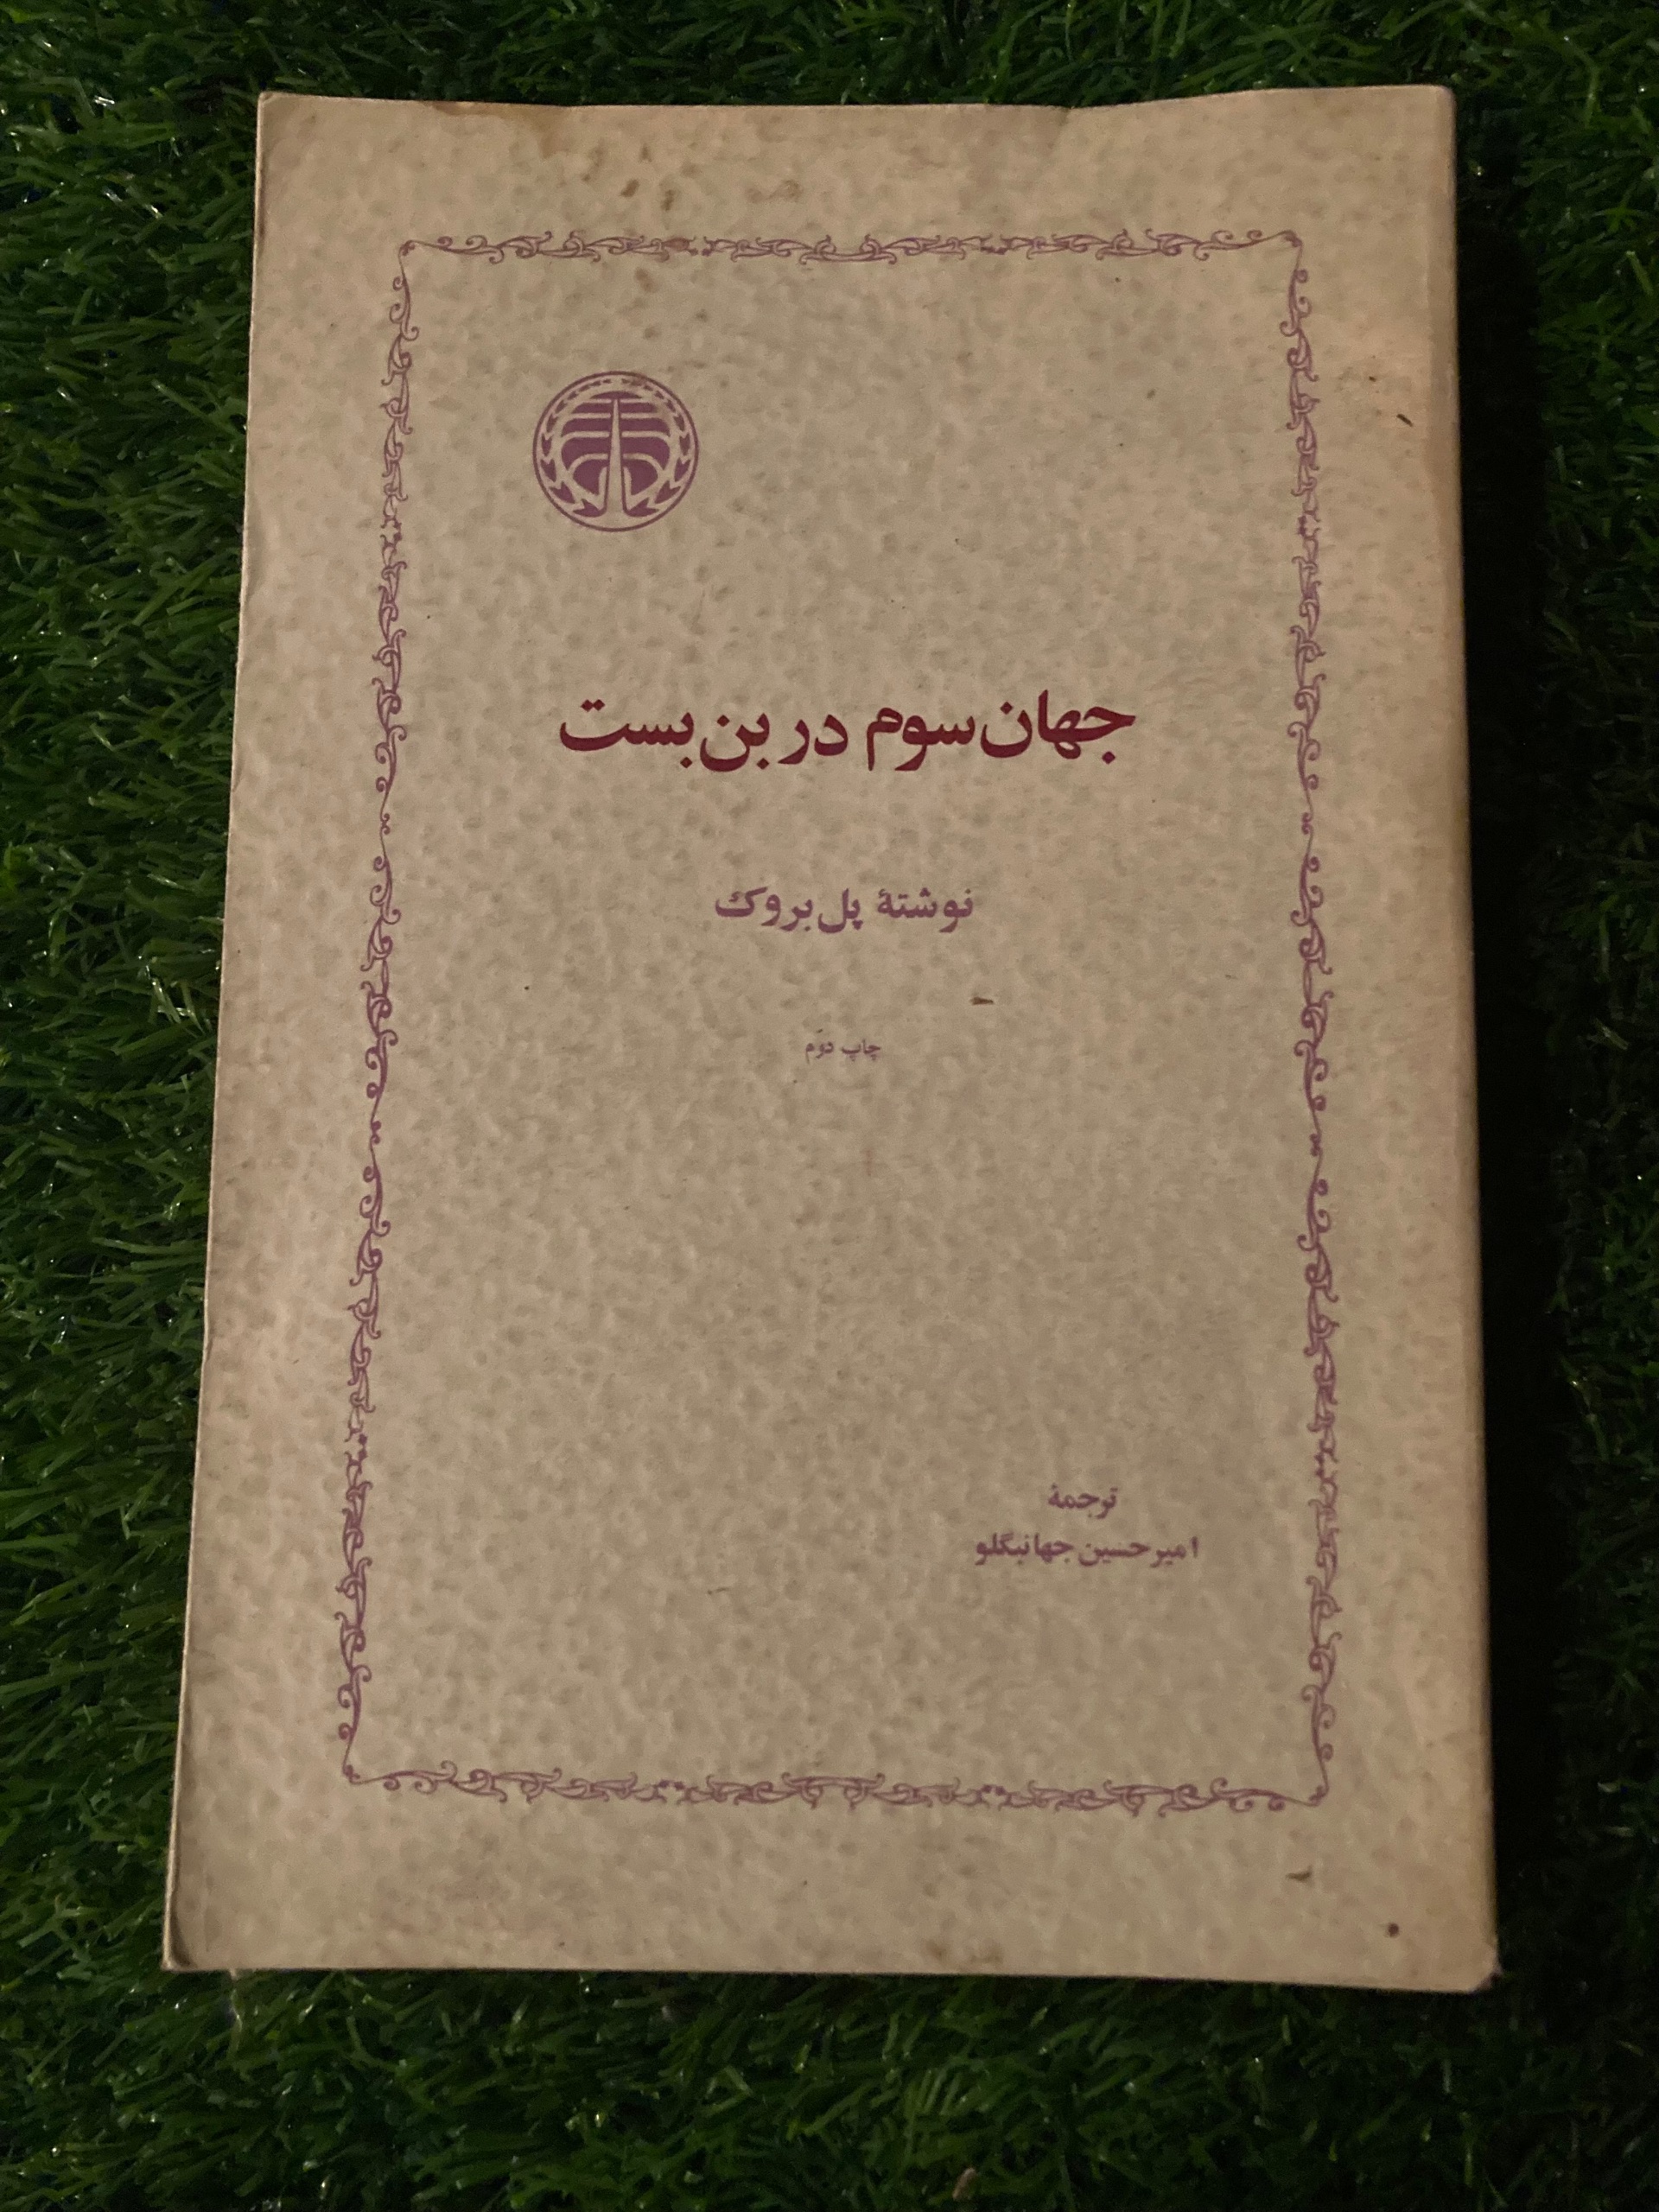 جهان‌سوم در بن‌بست
نوشتهٔ پل بروک
چاپ دوم
ترجمهٔ
امیرحسین جهانبگلو